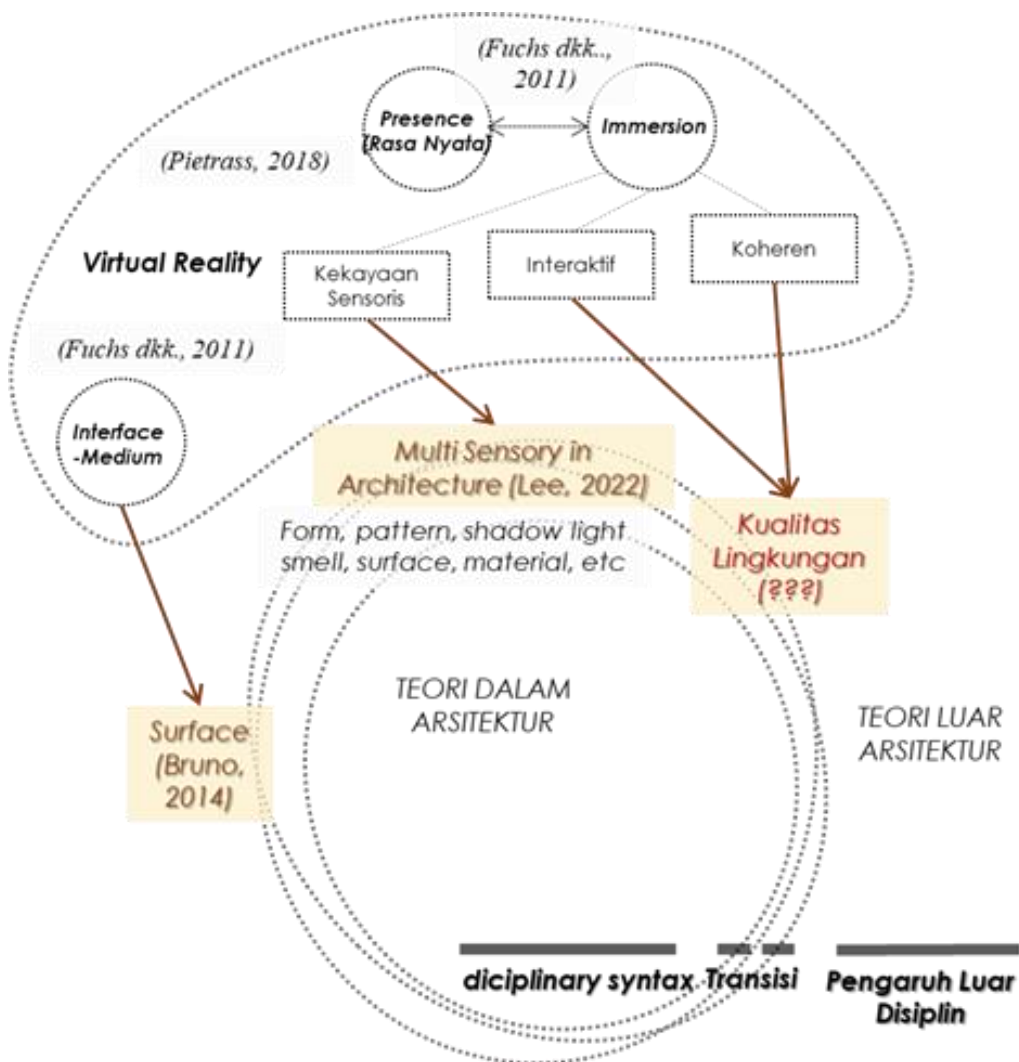 (Fuchs dkk..,
2011)
Presence
(Rasa Nyata)
Immersion
(Pietrass, 2018)
Virtual Reality
Kekayaan
Sensoris
Interaktif
Koheren
(Fuchs dkk., 2011)
Interface
-Medium
Multi Sensory in
Architecture (Lee, 2022)
Form, pattern, shadow light
smell, surface, material, etc
Kualitas
Lingkungan
(???)
TEORI DALAM
ARSITEKTUR
TEORI LUAR
ARSITEKTUR
Surface
(Bruno,
2014)
diciplinary syntax
Transisi
Pengaruh Luar
Disiplin